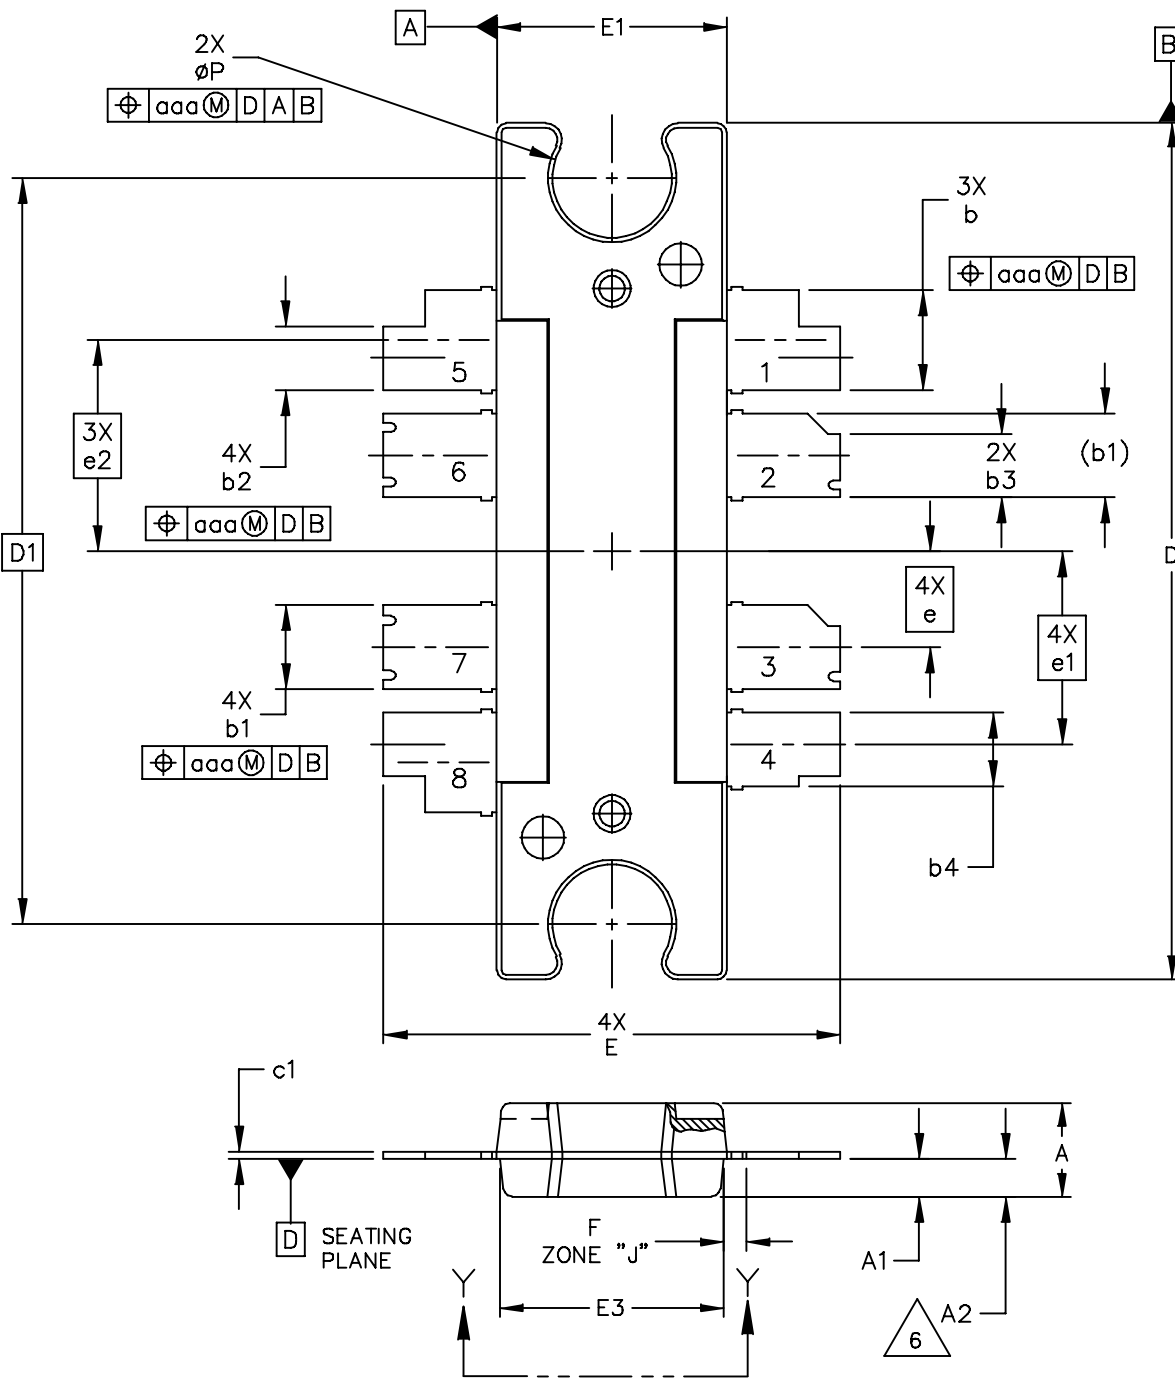 A
E1
B
2X
øP
⌖ aaa Ⓜ D A B
3X
b
⌖ aaa Ⓜ D B
5
1
3X
e2
4X
b2
6
2
2X
b3
(b1)
⌖ aaa Ⓜ D B
D1
D
4X
e
4X
e1
7
3
4X
b1
⌖ aaa Ⓜ D B
8
4
b4
4X
E
c1
A
D
SEATING
PLANE
F
ZONE "J"
A1
Y
Y
E3
A2
6